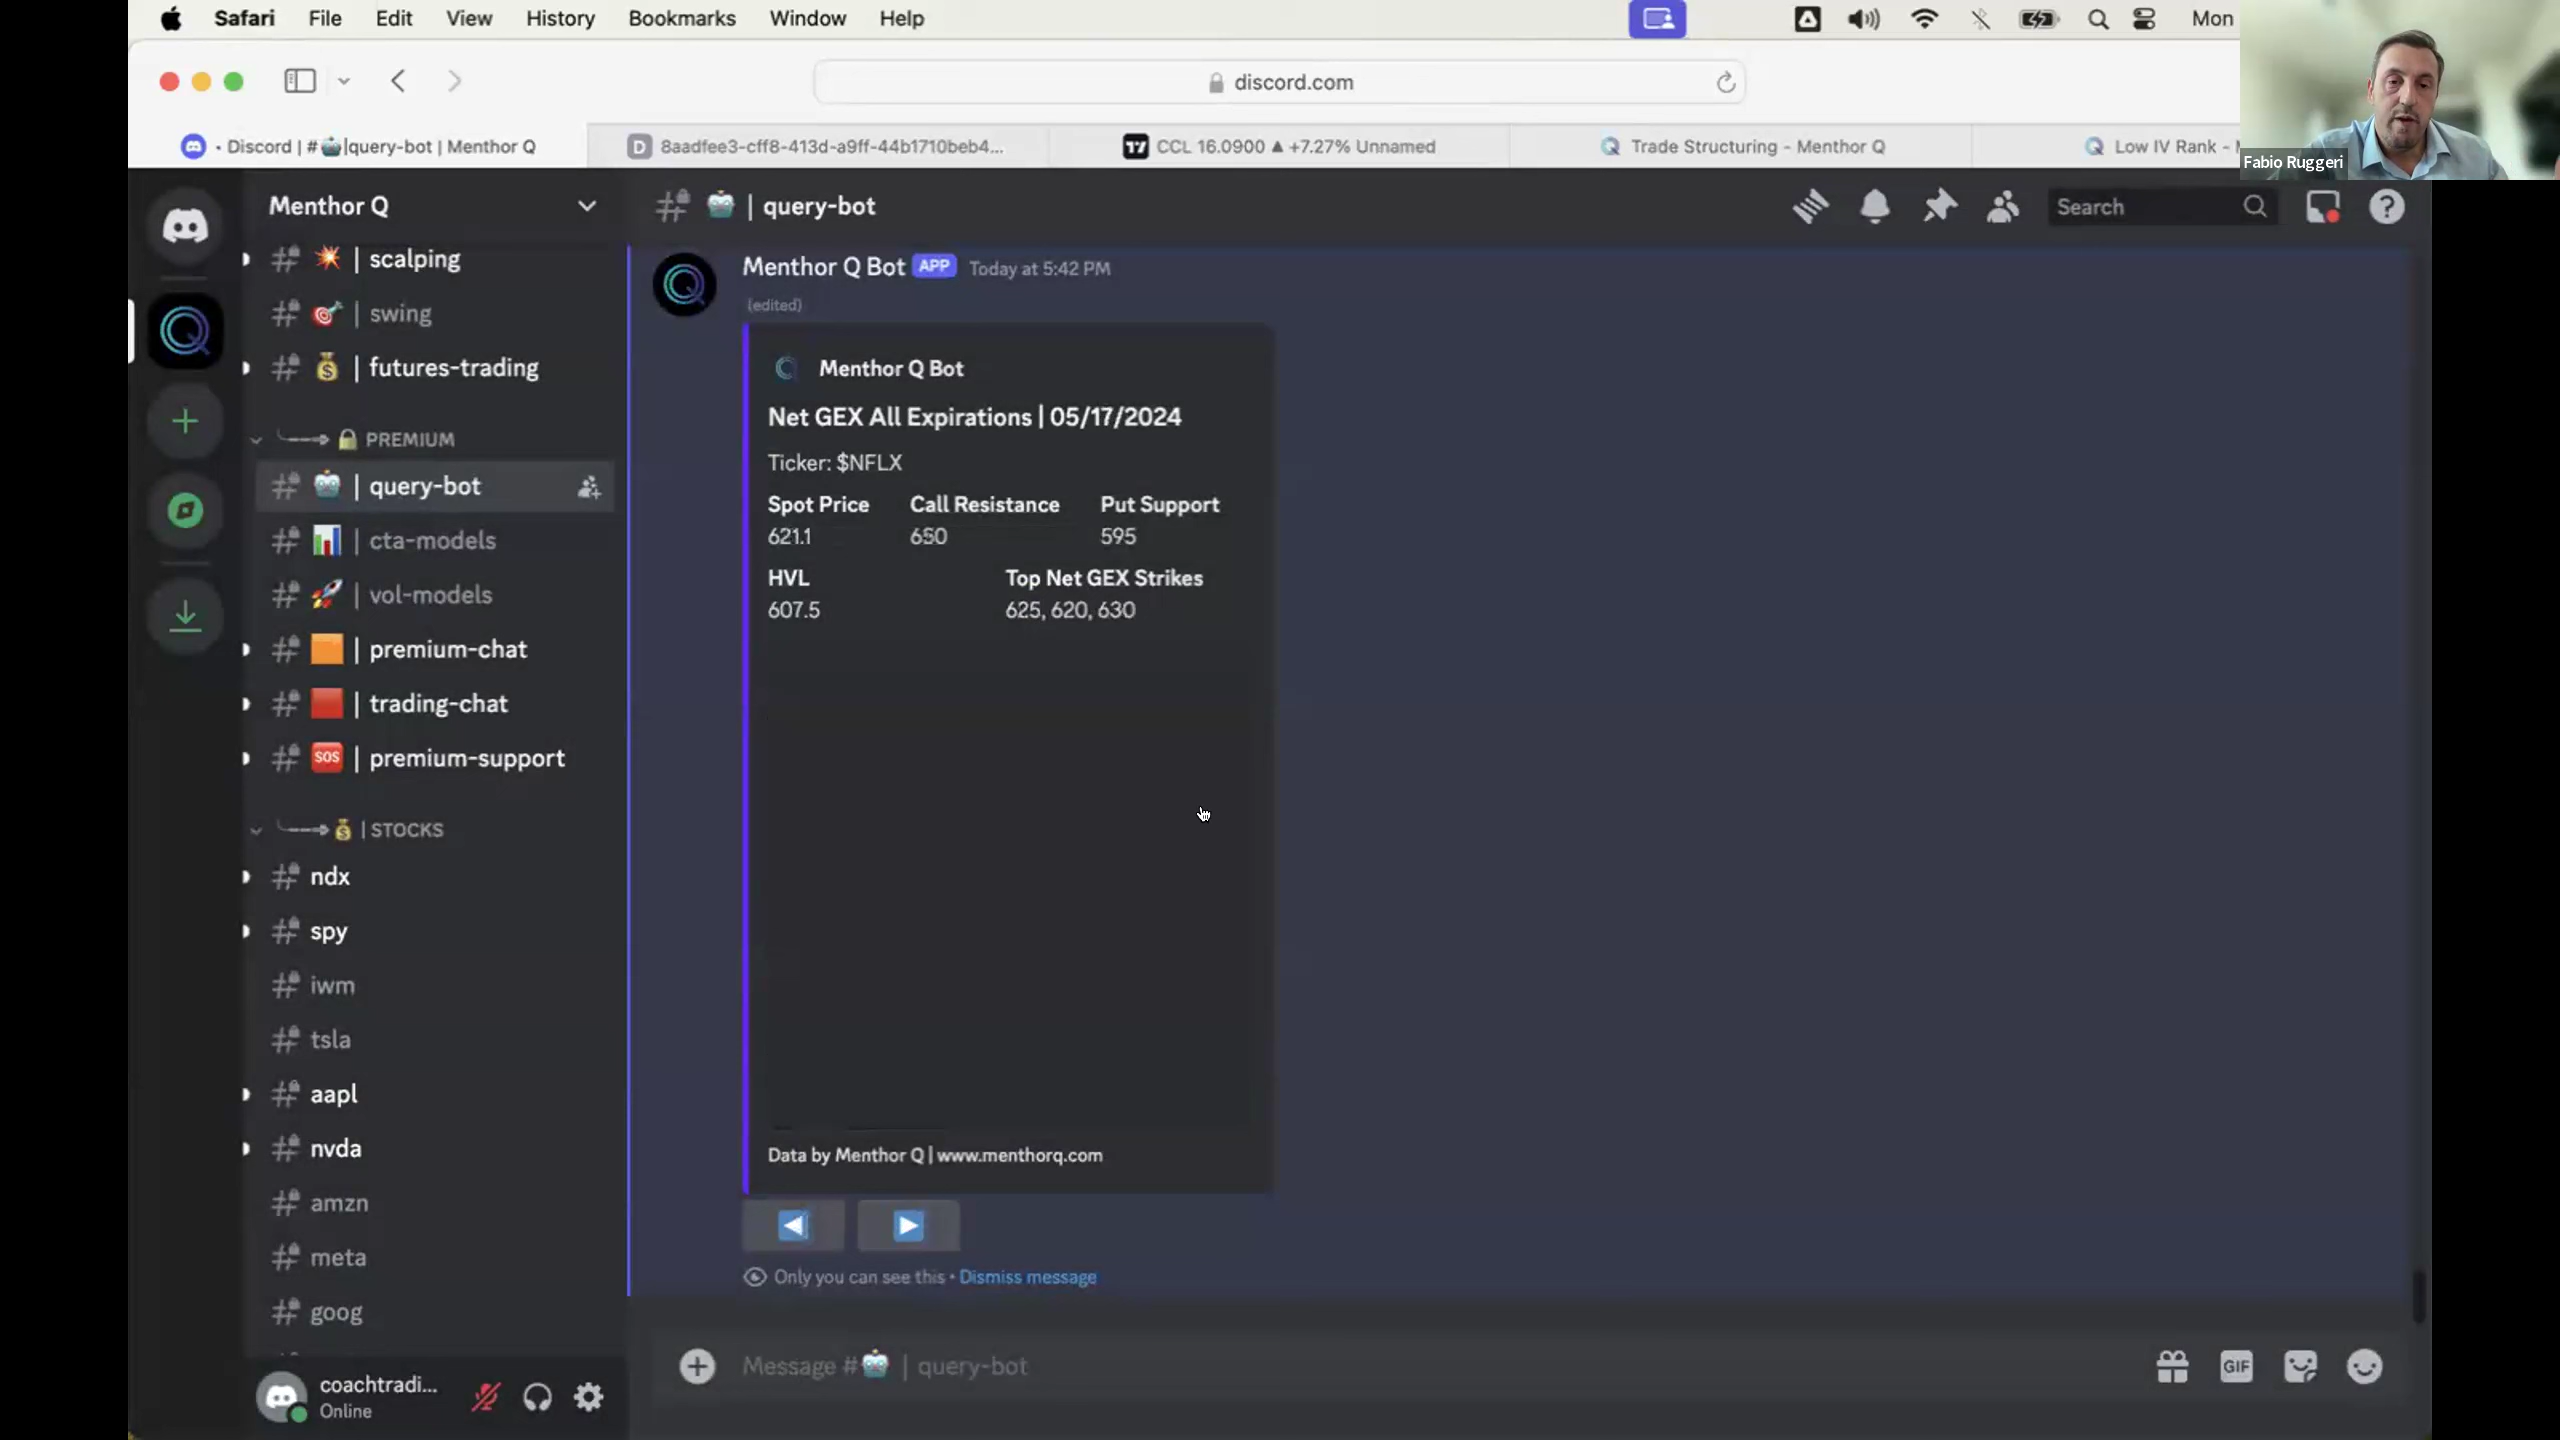 Safari File Edit View History Bookmarks Window Help Mon
discord.com
• Discord | #🤖|query-bot | Menthor Q
8aadfee3-cff8-413d-a9ff-44b1710beb4...
CCL 16.0900 ▲ +7.27% Unnamed
Trade Structuring - Menthor Q
Low IV Rank -
Fabio Ruggeri
Menthor Q
# 💥 | scalping
# 🎯 | swing
# 💰 | futures-trading
🔒 PREMIUM
# 🤖 | query-bot
# 📊 | cta-models
# 🚀 | vol-models
# 🟧 | premium-chat
# 🟥 | trading-chat
# 🆘 | premium-support
💰 | STOCKS
# ndx
# spy
# iwm
# tsla
# aapl
# nvda
# amzn
# meta
# goog
coachtradi...
Online
# 🤖 | query-bot
Search
Menthor Q Bot APP Today at 5:42 PM
(edited)
Menthor Q Bot
Net GEX All Expirations | 05/17/2024
Ticker: $NFLX
Spot Price Call Resistance Put Support
621.1 650 595
HVL Top Net GEX Strikes
607.5 625, 620, 630
Data by Menthor Q | www.menthorq.com
Only you can see this • Dismiss message
Message #🤖 | query-bot
GIF